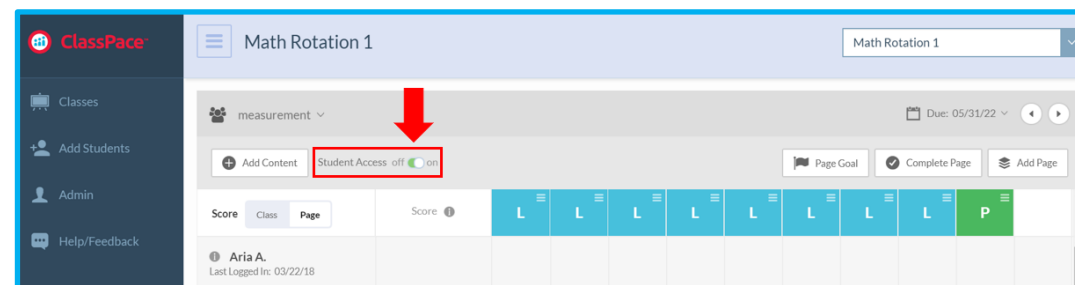 ClassPace
Math Rotation 1
Math Rotation 1
Classes
Add Students
Admin
Help/Feedback
measurement
Due: 05/31/22
Add Content
Student Access off on
Page Goal
Complete Page
Add Page
Score Class Page
Score
L L L L L L L L P
Aria A.
Last Logged In: 03/22/18